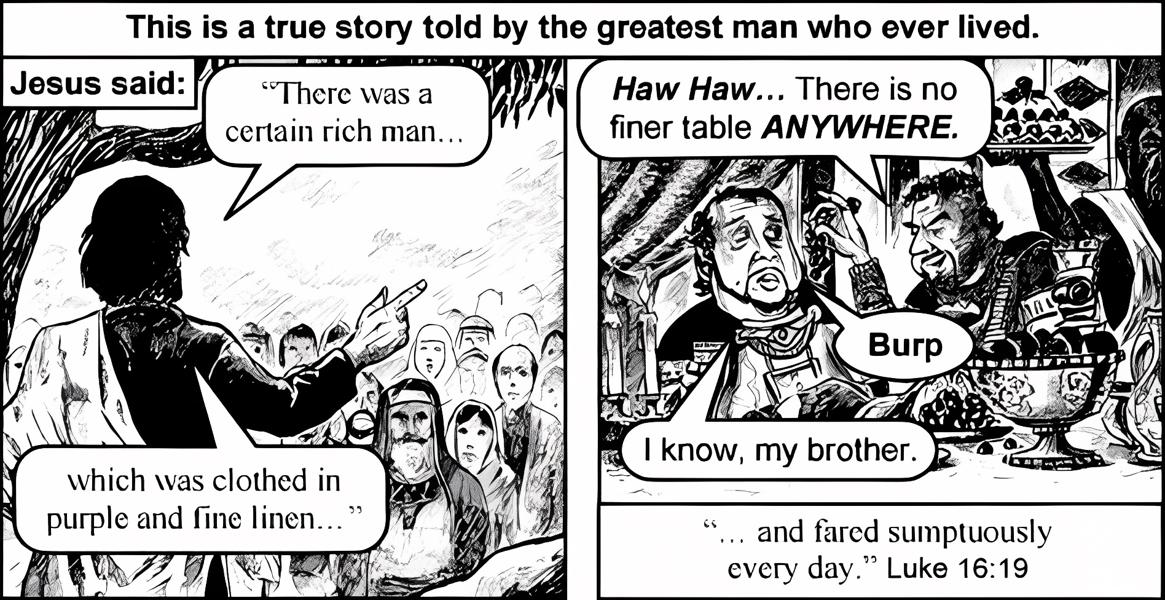 This is a true story told by the greatest man who ever lived.
Jesus said:
“There was a
certain rich man...
which was clothed in
purple and fine linen...”
Haw Haw... There is no
finer table ANYWHERE.
Burp
I know, my brother.
“... and fared sumptuously
every day.” Luke 16:19